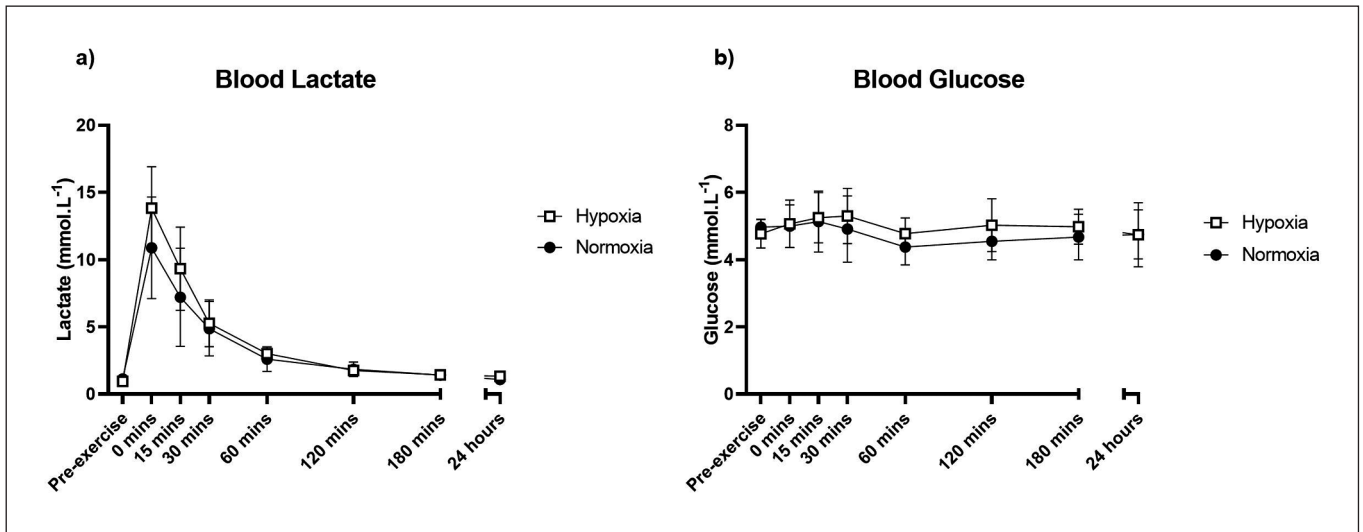 a)
Blood Lactate
Lactate (mmol.L-1)
20
15
10
5
0
Pre-exercise
0 mins
15 mins
30 mins
60 mins
120 mins
180 mins
24 hours
Hypoxia
Normoxia
b)
Blood Glucose
Glucose (mmol.L-1)
8
6
4
2
0
Pre-exercise
0 mins
15 mins
30 mins
60 mins
120 mins
180 mins
24 hours
Hypoxia
Normoxia